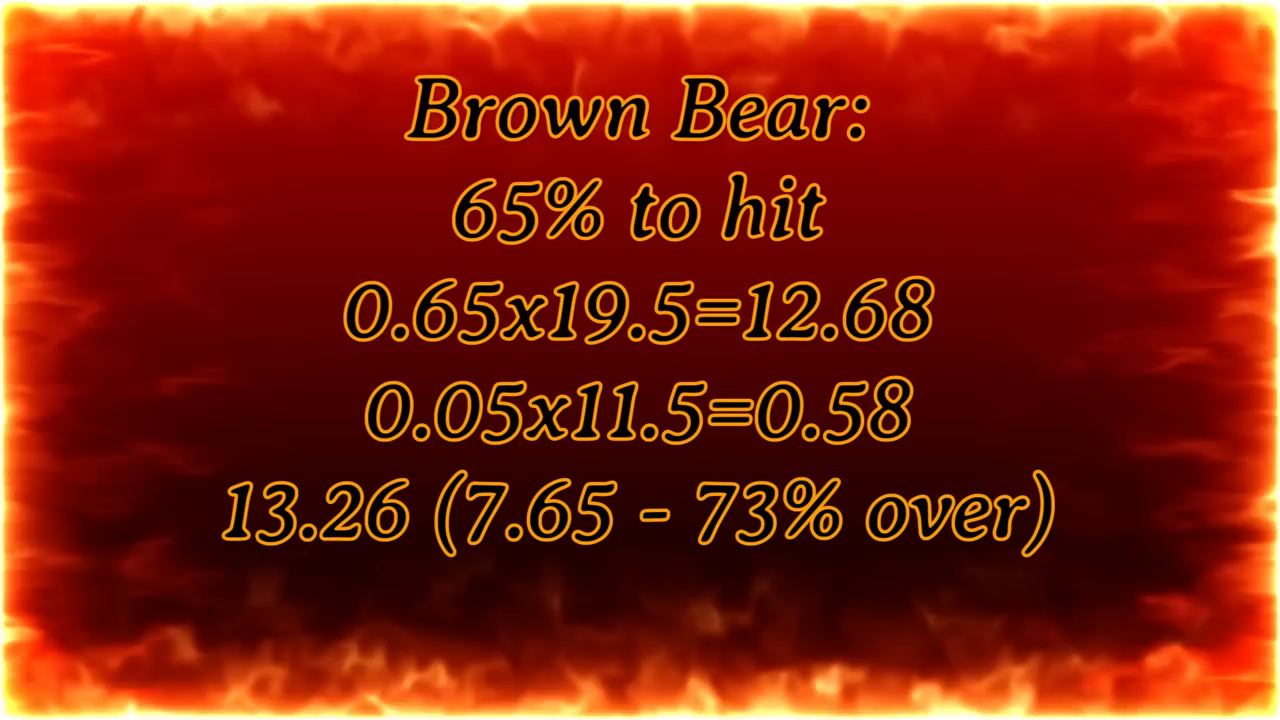 Brown Bear:
65% to hit
0.65x19.5=12.68
0.05x11.5=0.58
13.26 (7.65 - 73% over)